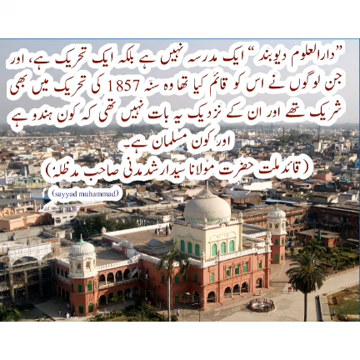 ”دارالعلوم دیوبند“ ایک مدرسہ نہیں ہے بلکہ ایک تحریک ہے، اور
جن لوگوں نے اس کو قائم کیا تھا وہ سنہ 1857 کی تحریک میں بھی
شریک تھے اور ان کے نزدیک یہ بات نہیں تھی کہ کون ہندو ہے
اور کون مسلمان ہے۔
(قائد ملت حضرت مولانا سید ارشد مدنی صاحب مدظلہ)
(sayyad muhammad)